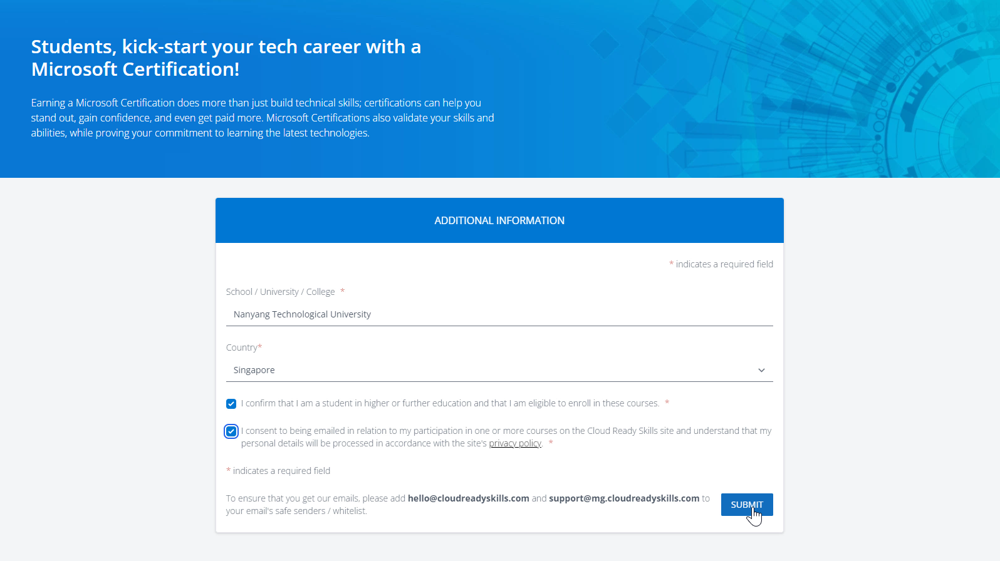 Students, kick-start your tech career with a
Microsoft Certification!
Earning a Microsoft Certification does more than just build technical skills; certifications can help you
stand out, gain confidence, and even get paid more. Microsoft Certifications also validate your skills and
abilities, while proving your commitment to learning the latest technologies.
ADDITIONAL INFORMATION
* indicates a required field
School / University / College *
Nanyang Technological University
Country*
Singapore
I confirm that I am a student in higher or further education and that I am eligible to enroll in these courses. *
I consent to being emailed in relation to my participation in one or more courses on the Cloud Ready Skills site and understand that my
personal details will be processed in accordance with the site's privacy policy. *
* indicates a required field
To ensure that you get our emails, please add hello@cloudreadyskills.com and support@mg.cloudreadyskills.com to
your email's safe senders / whitelist.
SUBMIT